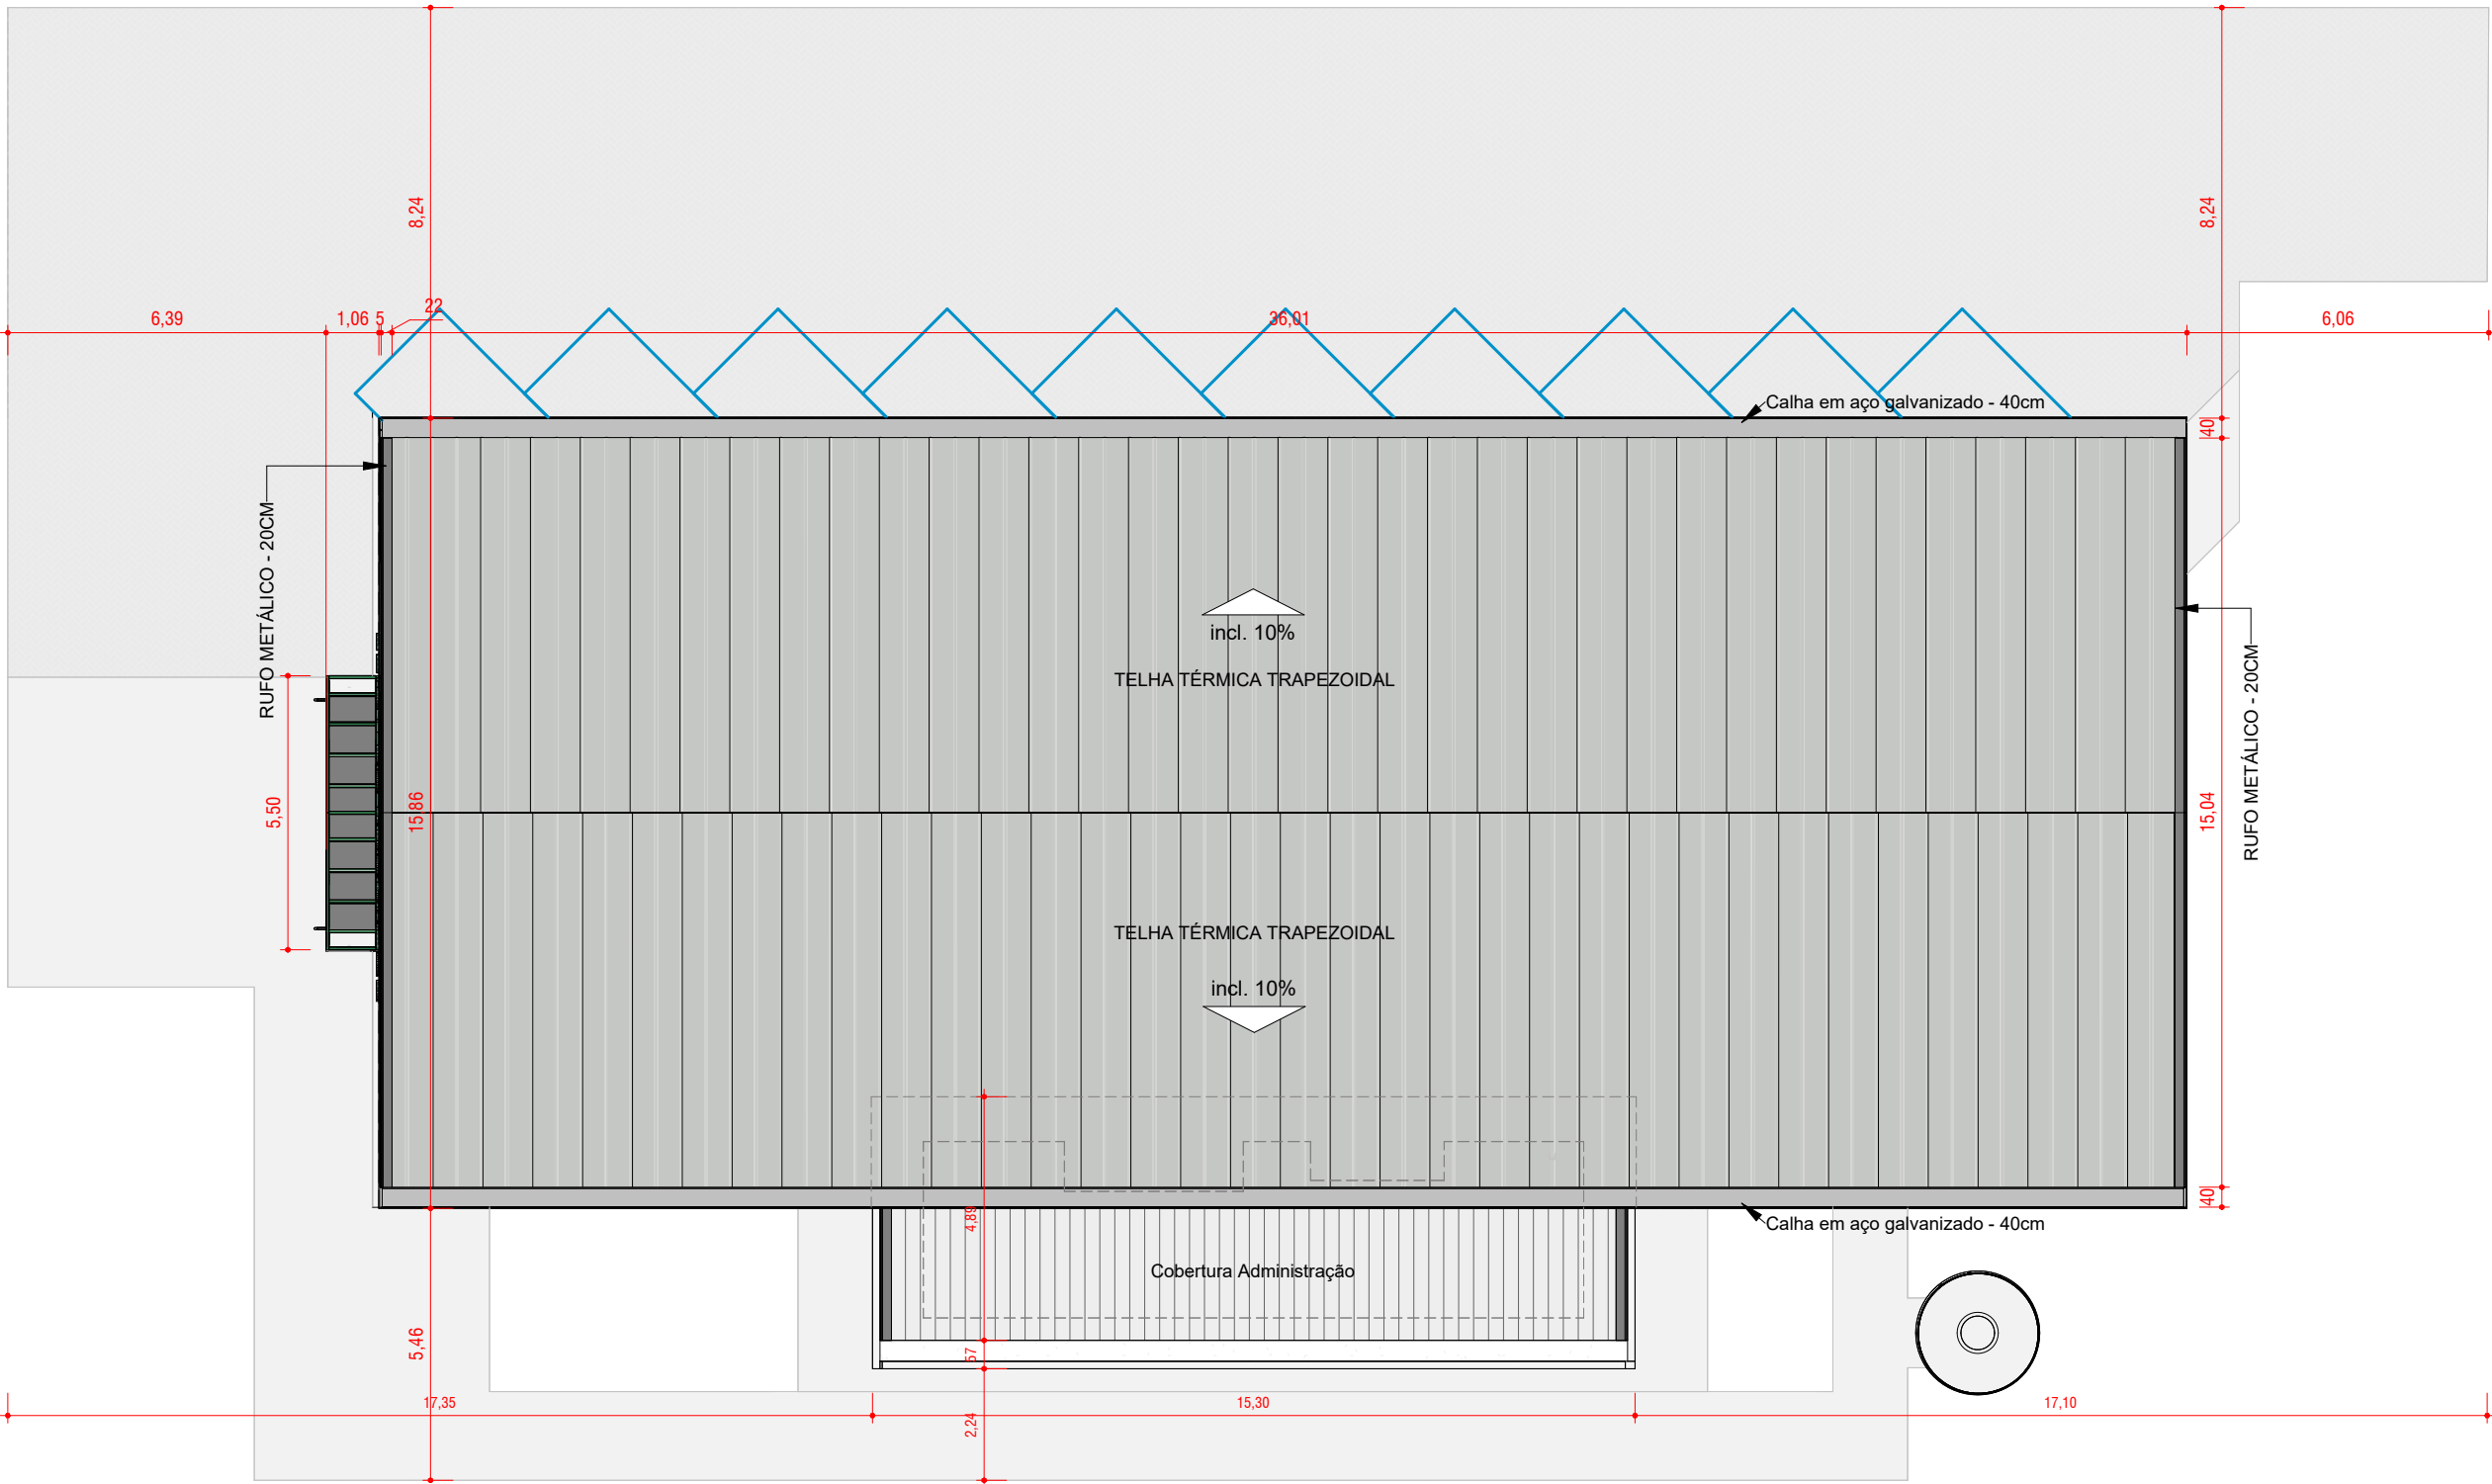 8,24
8,24
6,39
1,06
5
22
36,01
6,06
Calha em aço galvanizado - 40cm
40
RUFO METÁLICO - 20CM
incl. 10%
TELHA TÉRMICA TRAPEZOIDAL
RUFO METÁLICO - 20CM
5,50
15,86
15,04
TELHA TÉRMICA TRAPEZOIDAL
incl. 10%
40
4,89
Calha em aço galvanizado - 40cm
Cobertura Administração
5,46
57
17,35
15,30
17,10
2,24